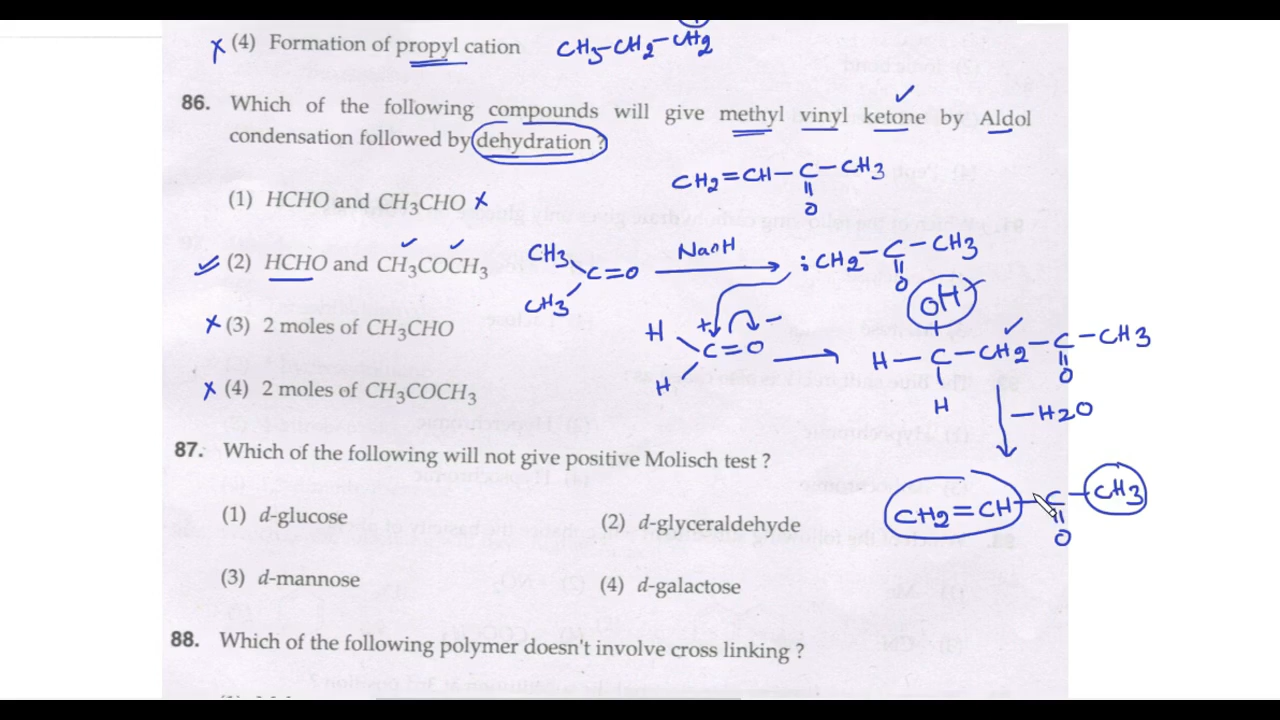 (4) Formation of propyl cation CH3-CH2-CH2
86. Which of the following compounds will give methyl vinyl ketone by Aldol
condensation followed by dehydration ?
CH2=CH-C-CH3
O
(1) HCHO and CH3CHO
(2) HCHO and CH3COCH3
CH3
CH3
C=O
NaOH
:CH2-C-CH3
O
(3) 2 moles of CH3CHO
H
H
+
C=O
-
OH
H-C-CH2-C-CH3
H
O
(4) 2 moles of CH3COCH3
-H2O
87. Which of the following will not give positive Molisch test ?
CH2=CH-C-CH3
O
(1) d-glucose
(2) d-glyceraldehyde
(3) d-mannose
(4) d-galactose
88. Which of the following polymer doesn't involve cross linking ?